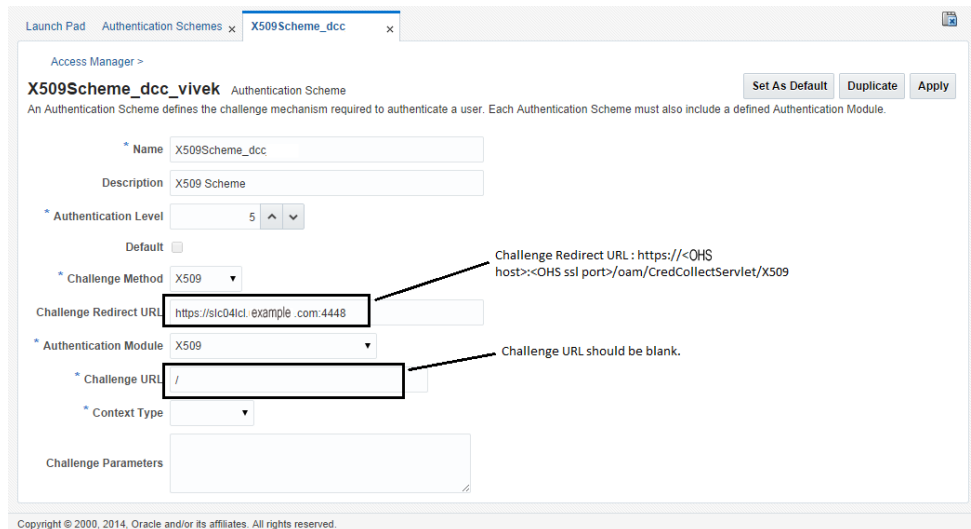 Launch Pad Authentication Schemes x X509Scheme_dcc x
Access Manager >
X509Scheme_dcc_vivek Authentication Scheme
Set As Default Duplicate Apply
An Authentication Scheme defines the challenge mechanism required to authenticate a user. Each Authentication Scheme must also include a defined Authentication Module.
* Name X509Scheme_dcc
Description X509 Scheme
* Authentication Level 5
Default
* Challenge Method X509
Challenge Redirect URL https://slc04lcl.example.com:4448
Challenge Redirect URL : https://<OHS
host>:<OHS ssl port>/oam/CredCollectServlet/X509
* Authentication Module X509
Challenge URL should be blank.
* Challenge URL /
* Context Type
Challenge Parameters
Copyright © 2000, 2014, Oracle and/or its affiliates. All rights reserved.